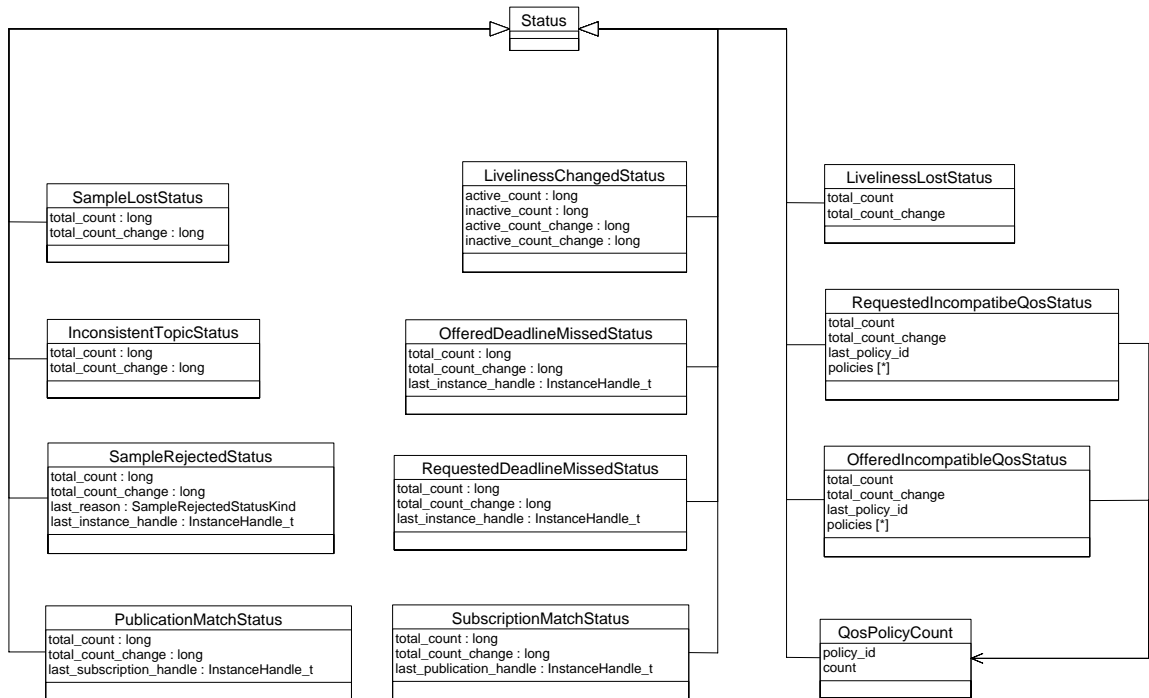 Status
SampleLostStatus
total_count : long
total_count_change : long
LivelinessChangedStatus
active_count : long
inactive_count : long
active_count_change : long
inactive_count_change : long
LivelinessLostStatus
total_count
total_count_change
InconsistentTopicStatus
total_count : long
total_count_change : long
OfferedDeadlineMissedStatus
total_count : long
total_count_change : long
last_instance_handle : InstanceHandle_t
RequestedIncompatibeQosStatus
total_count
total_count_change
last_policy_id
policies [*]
SampleRejectedStatus
total_count : long
total_count_change : long
last_reason : SampleRejectedStatusKind
last_instance_handle : InstanceHandle_t
RequestedDeadlineMissedStatus
total_count : long
total_count_change : long
last_instance_handle : InstanceHandle_t
OfferedIncompatibleQosStatus
total_count
total_count_change
last_policy_id
policies [*]
PublicationMatchStatus
total_count : long
total_count_change : long
last_subscription_handle : InstanceHandle_t
SubscriptionMatchStatus
total_count : long
total_count_change : long
last_publication_handle : InstanceHandle_t
QosPolicyCount
policy_id
count